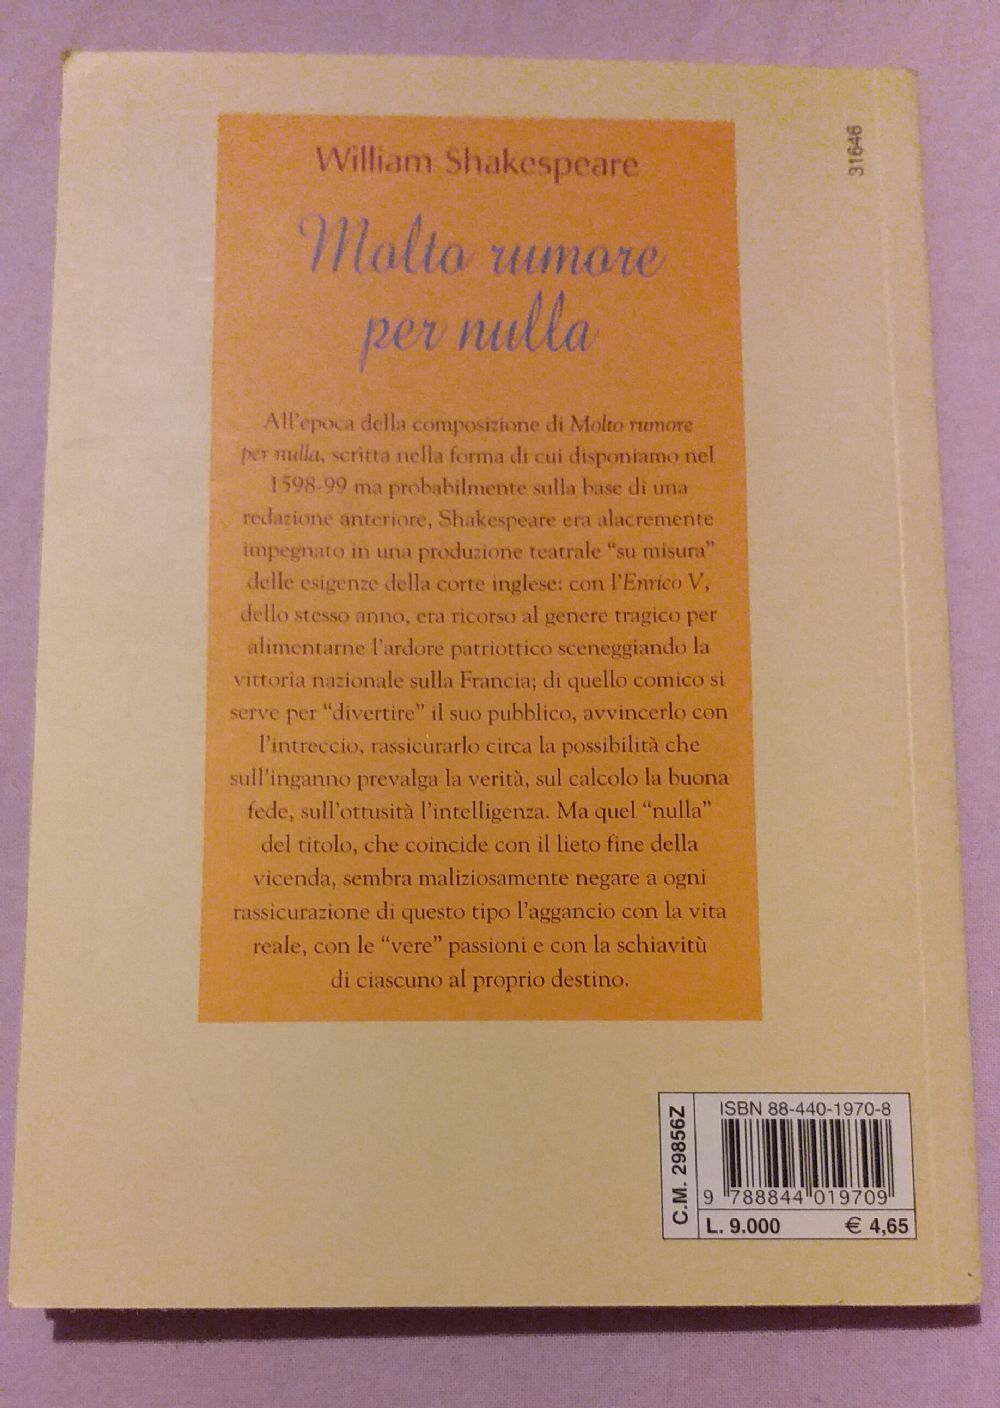 31646
William Shakespeare
Molto rumore
per nulla
All'epoca della composizione di Molto rumore
per nulla, scritta nella forma di cui disponiamo nel
1598-99 ma probabilmente sulla base di una
redazione anteriore, Shakespeare era alacremente
impegnato in una produzione teatrale “su misura”
delle esigenze della corte inglese: con l'Enrico V,
dello stesso anno, era ricorso al genere tragico per
alimentarne l'ardore patriottico sceneggiando la
vittoria nazionale sulla Francia; di quello comico si
serve per “divertire” il suo pubblico, avvincerlo con
l'intreccio, rassicurarlo circa la possibilità che
sull'inganno prevalga la verità, sul calcolo la buona
fede, sull'ottusità l'intelligenza. Ma quel “nulla”
del titolo, che coincide con il lieto fine della
vicenda, sembra maliziosamente negare a ogni
rassicurazione di questo tipo l'aggancio con la vita
reale, con le “vere” passioni e con la schiavitù
di ciascuno al proprio destino.
C.M. 29856Z
ISBN 88-440-1970-8
9 788844 019709
L. 9.000 € 4,65